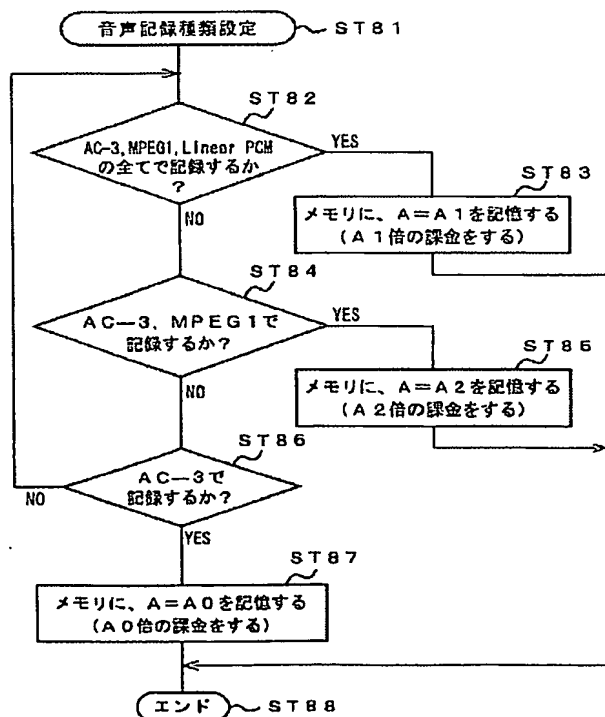 音声記録種類設定
ST81
ST82
AC-3,MPEG1,Linear PCM
の全てで記録するか
?
YES
NO
ST83
メモリに、A=A1を記憶する
(A1倍の課金をする)
ST84
AC-3, MPEG1で
記録するか?
YES
NO
ST85
メモリに、A=A2を記憶する
(A2倍の課金をする)
ST86
AC-3で
記録するか?
NO
YES
ST87
メモリに、A=A0を記憶する
(A0倍の課金をする)
エンド
ST88